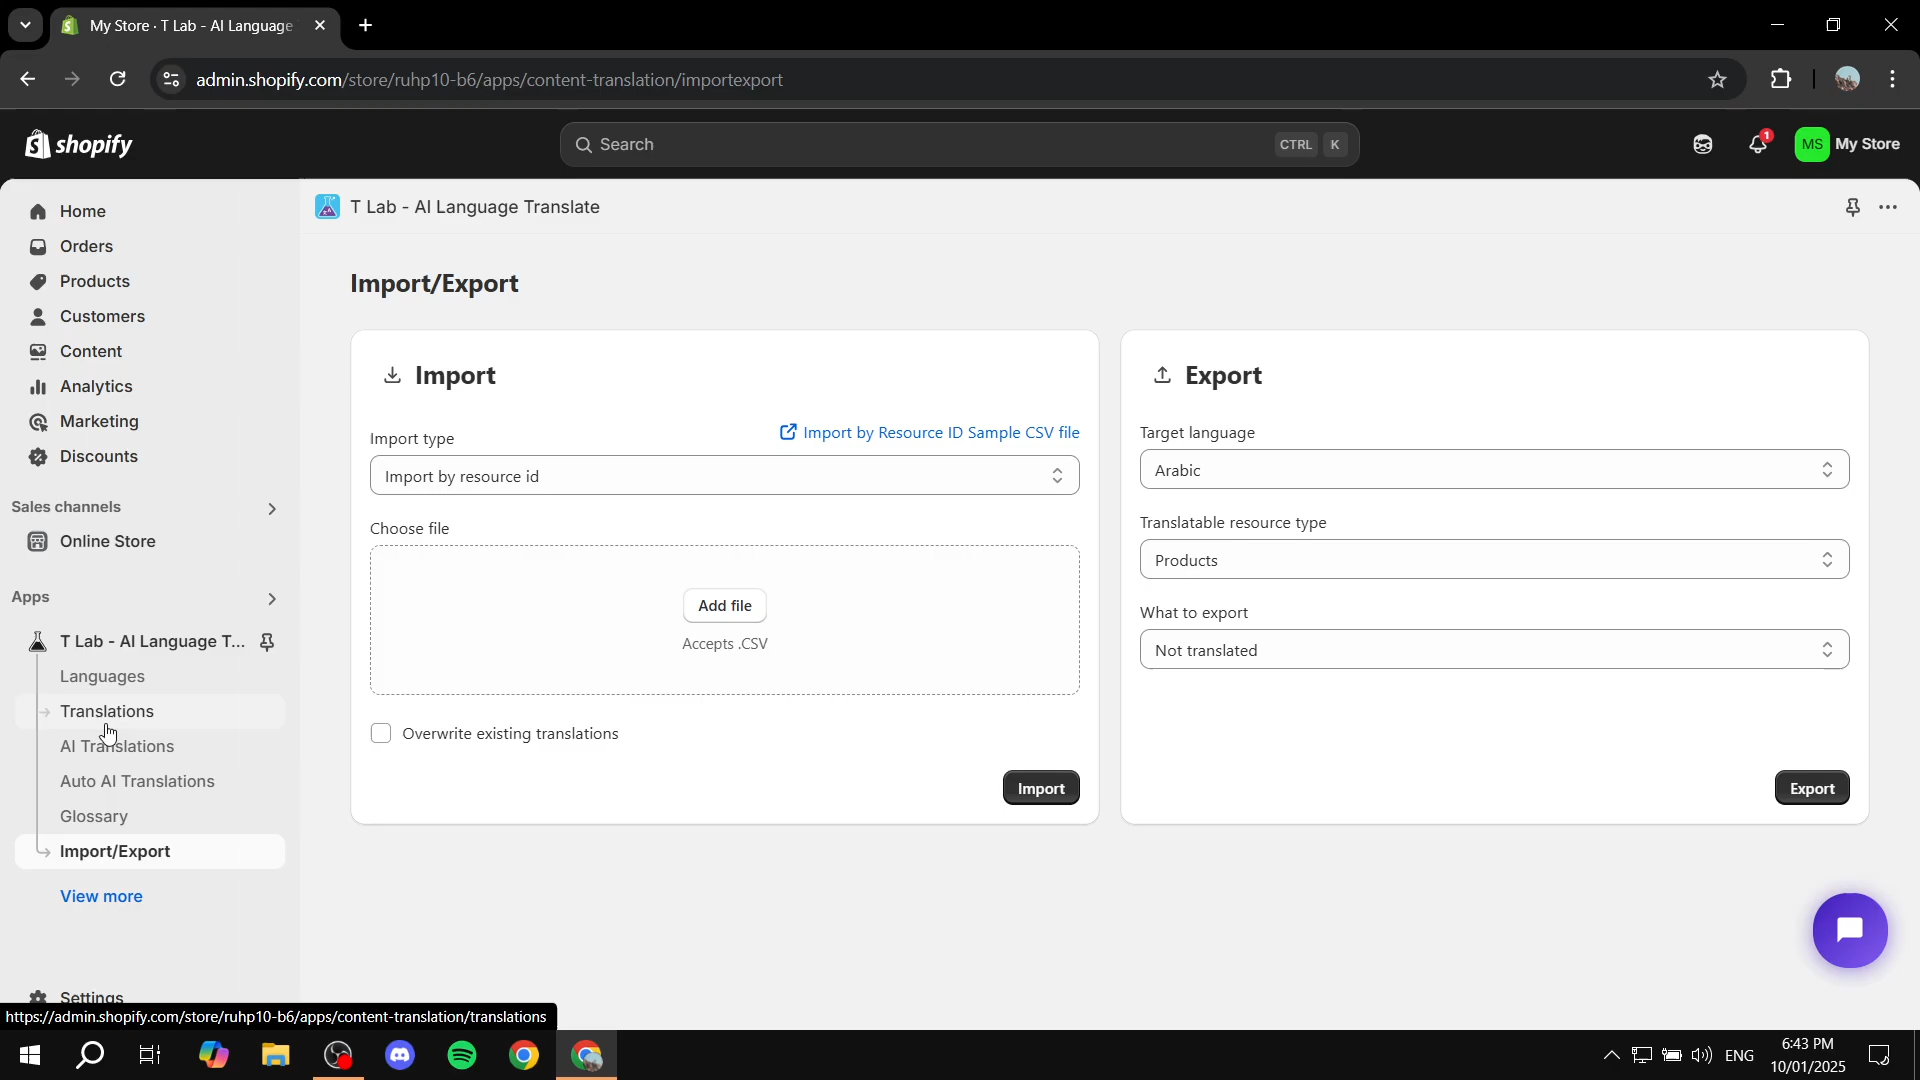 My Store · T Lab - AI Language
admin.shopify.com/store/ruhp10-b6/apps/content-translation/importexport
shopify
Search
CTRL K
1
MS
My Store
Home
Orders
Products
Customers
Content
Analytics
Marketing
Discounts
Sales channels
Online Store
Apps
T Lab - AI Language T...
Languages
Translations
AI Translations
Auto AI Translations
Glossary
Import/Export
View more
Settings
T Lab - AI Language Translate
Import/Export
Import
Import type
Import by Resource ID Sample CSV file
Import by resource id
Choose file
Add file
Accepts .CSV
Overwrite existing translations
Import
Export
Target language
Arabic
Translatable resource type
Products
What to export
Not translated
Export
https://admin.shopify.com/store/ruhp10-b6/apps/content-translation/translations
ENG
6:43 PM
10/01/2025